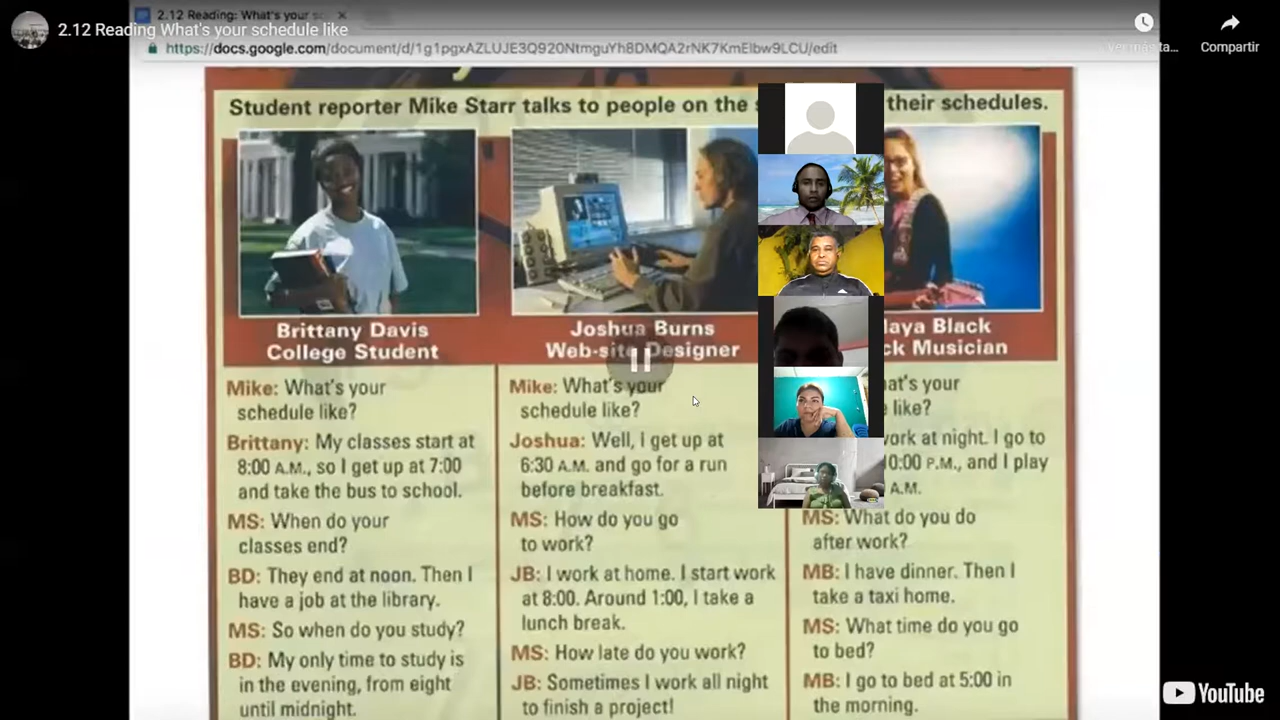 2.12 Reading: What's your
2.12 Reading What's your schedule like
https://docs.google.com/document/d/1g1pgxAZLUJE3Q920NtmguYh8DMQA2rNK7KmElbw9LCU/edit
Ver más ta...
Compartir
Student reporter Mike Starr talks to people on the their schedules.
Brittany Davis
College Student
Mike: What's your
schedule like?
Brittany: My classes start at
8:00 A.M., so I get up at 7:00
and take the bus to school.
MS: When do your
classes end?
BD: They end at noon. Then I
have a job at the library.
MS: So when do you study?
BD: My only time to study is
in the evening, from eight
until midnight.
Joshua Burns
Web-site Designer
Mike: What's your
schedule like?
Joshua: Well, I get up at
6:30 A.M. and go for a run
before breakfast.
MS: How do you go
to work?
JB: I work at home. I start work
at 8:00. Around 1:00, I take a
lunch break.
MS: How late do you work?
JB: Sometimes I work all night
to finish a project!
Black
Musician
your
like?
at night. I go to
P.M., and I play
A.M.
MS: What do you do
after work?
MB: I have dinner. Then I
take a taxi home.
MS: What time do you go
to bed?
MB: I go to bed at 5:00 in
the morning.
YouTube